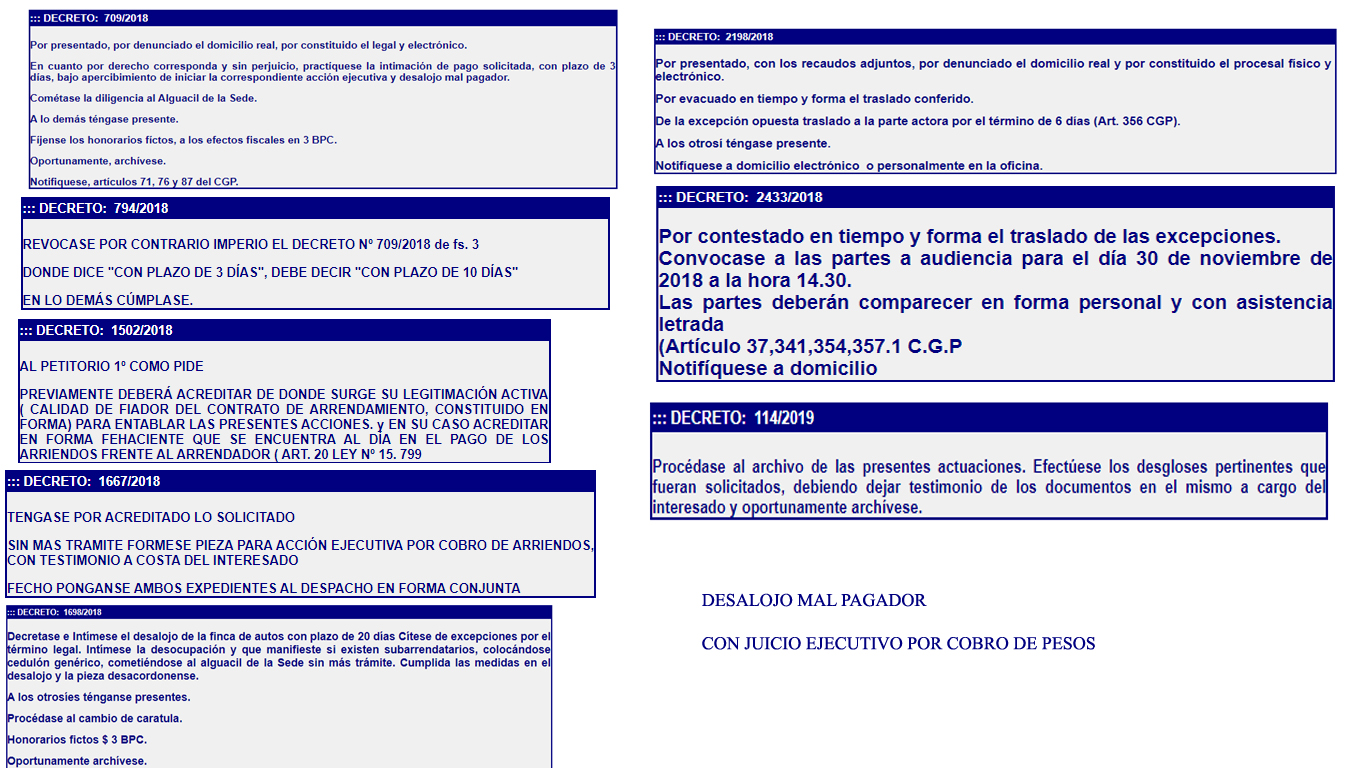 ::: DECRETO: 709/2018
Por presentado, por denunciado el domicilio real, por constituido el legal y electrónico.
En cuanto por derecho corresponda y sin perjuicio, practíquese la intimación de pago solicitada, con plazo de 3
días, bajo apercibimiento de iniciar la correspondiente acción ejecutiva y desalojo mal pagador.
Cométase la diligencia al Alguacil de la Sede.
A lo demás téngase presente.
Fíjense los honorarios fictos, a los efectos fiscales en 3 BPC.
Oportunamente, archívese.
Notifíquese, artículos 71, 76 y 87 del CGP.
::: DECRETO: 794/2018
REVOCASE POR CONTRARIO IMPERIO EL DECRETO Nº 709/2018 de fs. 3
DONDE DICE "CON PLAZO DE 3 DÍAS", DEBE DECIR "CON PLAZO DE 10 DÍAS"
EN LO DEMÁS CÚMPLASE.
::: DECRETO: 1502/2018
AL PETITORIO 1º COMO PIDE
PREVIAMENTE DEBERÁ ACREDITAR DE DONDE SURGE SU LEGITIMACIÓN ACTIVA
( CALIDAD DE FIADOR DEL CONTRATO DE ARRENDAMIENTO, CONSTITUIDO EN
FORMA) PARA ENTABLAR LAS PRESENTES ACCIONES. y EN SU CASO ACREDITAR
EN FORMA FEHACIENTE QUE SE ENCUENTRA AL DÍA EN EL PAGO DE LOS
ARRIENDOS FRENTE AL ARRENDADOR ( ART. 20 LEY Nº 15. 799
::: DECRETO: 1667/2018
TENGASE POR ACREDITADO LO SOLICITADO
SIN MAS TRAMITE FORMESE PIEZA PARA ACCIÓN EJECUTIVA POR COBRO DE ARRIENDOS,
CON TESTIMONIO A COSTA DEL INTERESADO
FECHO PONGANSE AMBOS EXPEDIENTES AL DESPACHO EN FORMA CONJUNTA
::: DECRETO: 1698/2018
Decretase e Intímese el desalojo de la finca de autos con plazo de 20 días Cítese de excepciones por el
término legal. Intímese la desocupación y que manifieste si existen subarrendatarios, colocándose
cedulón genérico, cometiéndose al alguacil de la Sede sin más trámite. Cumplida las medidas en el
desalojo y la pieza desacordonense.
A los otrosíes ténganse presentes.
Procédase al cambio de caratula.
Honorarios fictos $ 3 BPC.
Oportunamente archívese.
::: DECRETO: 2198/2018
Por presentado, con los recaudos adjuntos, por denunciado el domicilio real y por constituido el procesal físico y
electrónico.
Por evacuado en tiempo y forma el traslado conferido.
De la excepción opuesta traslado a la parte actora por el término de 6 días (Art. 356 CGP).
A los otrosí téngase presente.
Notifíquese a domicilio electrónico o personalmente en la oficina.
::: DECRETO: 2433/2018
Por contestado en tiempo y forma el traslado de las excepciones.
Convocase a las partes a audiencia para el día 30 de noviembre de
2018 a la hora 14.30.
Las partes deberán comparecer en forma personal y con asistencia
letrada
(Artículo 37,341,354,357.1 C.G.P
Notifíquese a domicilio
::: DECRETO: 114/2019
Procédase al archivo de las presentes actuaciones. Efectúese los desgloses pertinentes que
fueran solicitados, debiendo dejar testimonio de los documentos en el mismo a cargo del
interesado y oportunamente archívese.
DESALOJO MAL PAGADOR
CON JUICIO EJECUTIVO POR COBRO DE PESOS